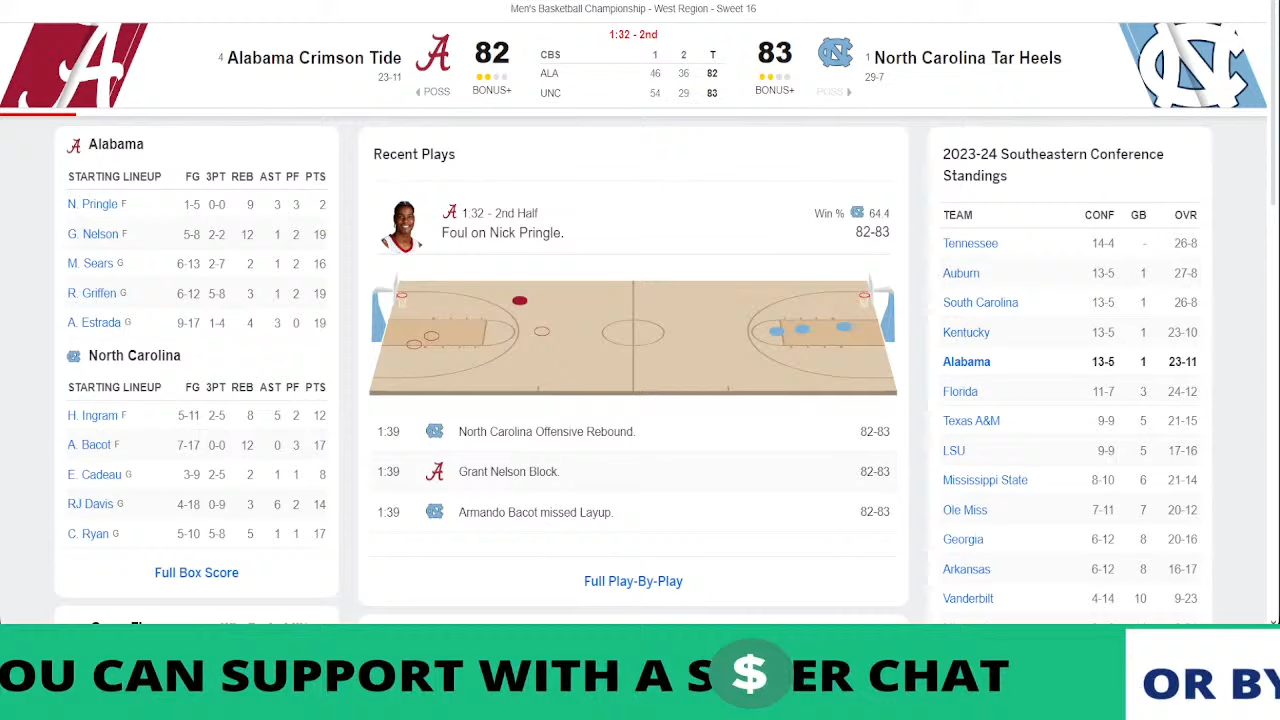 Men's Basketball Championship - West Region - Sweet 16
4 Alabama Crimson Tide
23-11
POSS
82
BONUS+
1:32 - 2nd
CBS 1 2 T
ALA 46 36 82
UNC 54 29 83
83
BONUS+
1 North Carolina Tar Heels
29-7
POSS
Alabama
STARTING LINEUP FG 3PT REB AST PF PTS
N. Pringle F 1-5 0-0 9 3 3 2
G. Nelson F 5-8 2-2 12 1 2 19
M. Sears G 6-13 2-7 2 1 2 16
R. Griffen G 6-12 5-8 3 1 2 19
A. Estrada G 9-17 1-4 4 3 0 19
North Carolina
STARTING LINEUP FG 3PT REB AST PF PTS
H. Ingram F 5-11 2-5 8 5 2 12
A. Bacot F 7-17 0-0 12 0 3 17
E. Cadeau G 3-9 2-5 2 1 1 8
RJ Davis G 4-18 0-9 3 6 2 14
C. Ryan G 5-10 5-8 5 1 1 17
Full Box Score
Recent Plays
1:32 - 2nd Half
Foul on Nick Pringle.
Win % 64.4
82-83
1:39 North Carolina Offensive Rebound. 82-83
1:39 Grant Nelson Block. 82-83
1:39 Armando Bacot missed Layup. 82-83
Full Play-By-Play
2023-24 Southeastern Conference
Standings
TEAM CONF GB OVR
Tennessee 14-4 - 26-8
Auburn 13-5 1 27-8
South Carolina 13-5 1 26-8
Kentucky 13-5 1 23-10
Alabama 13-5 1 23-11
Florida 11-7 3 24-12
Texas A&M 9-9 5 21-15
LSU 9-9 5 17-16
Mississippi State 8-10 6 21-14
Ole Miss 7-11 7 20-12
Georgia 6-12 8 20-16
Arkansas 6-12 8 16-17
Vanderbilt 4-14 10 9-23
OU CAN SUPPORT WITH A S$ER CHAT
OR BY